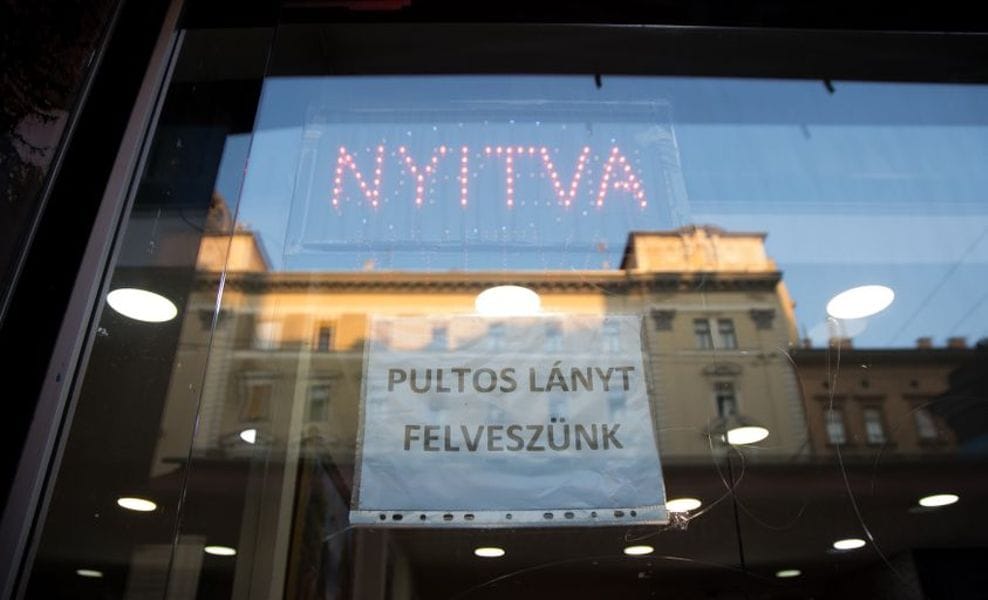 NYITVA
PULTOS LÁNYT
FELVESZÜNK